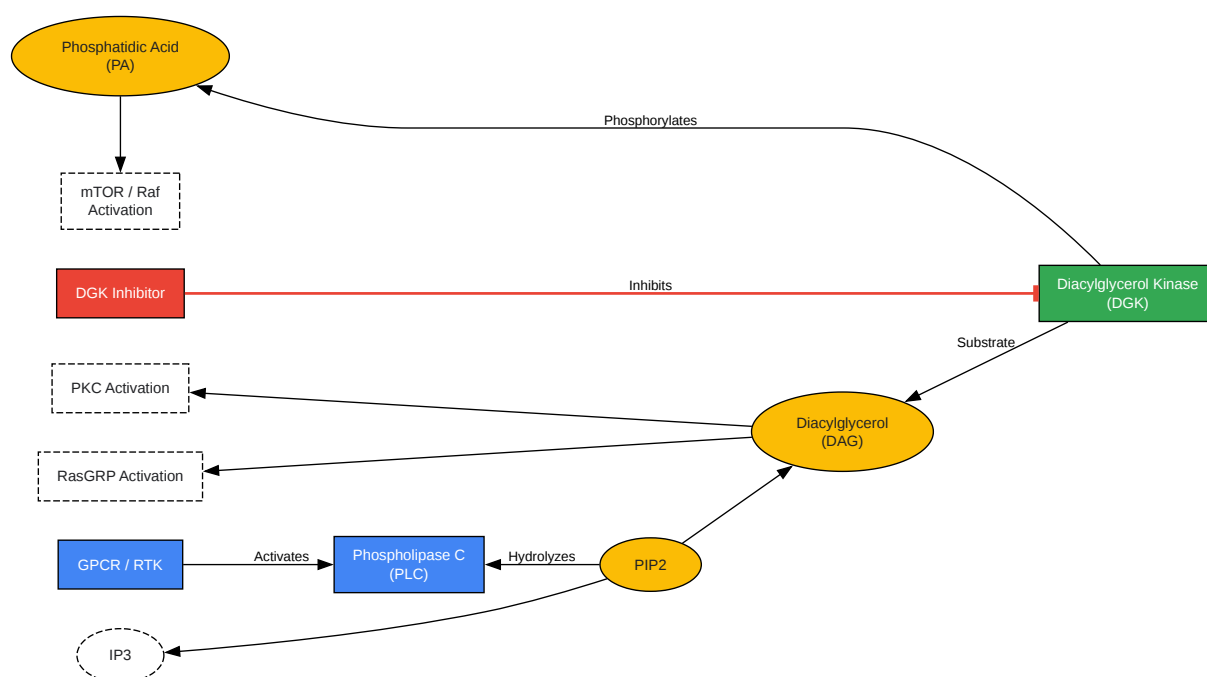 Phosphatidic Acid
(PA)
Phosphorylates
mTOR / Raf
Activation
DGK Inhibitor
Inhibits
Diacylglycerol Kinase
(DGK)
Substrate
PKC Activation
Diacylglycerol
(DAG)
RasGRP Activation
GPCR / RTK
Activates
Phospholipase C
(PLC)
Hydrolyzes
PIP2
IP3